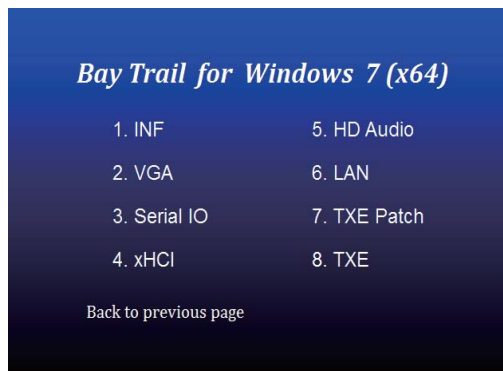 Bay Trail for Windows 7 (x64)
1. INF
2. VGA
3. Serial IO
4. xHCI
5. HD Audio
6. LAN
7. TXE Patch
8. TXE
Back to previous page